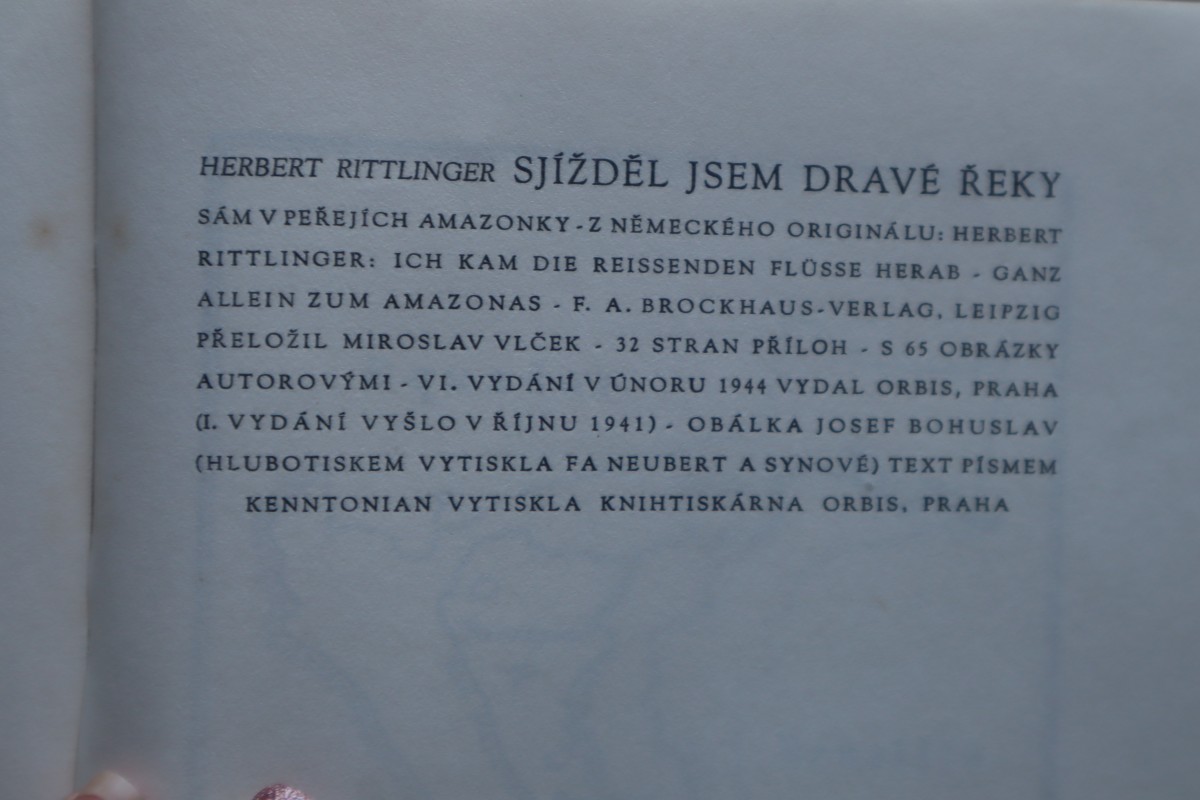 HERBERT RITTLINGER SJÍŽDĚL JSEM DRAVÉ ŘEKY
SÁM V PEŘEJÍCH AMAZONKY - Z NĚMECKÉHO ORIGINÁLU: HERBERT
RITTLINGER: ICH KAM DIE REISSENDEN FLÜSSE HERAB - GANZ
ALLEIN ZUM AMAZONAS - F. A. BROCKHAUS-VERLAG, LEIPZIG
PŘELOŽIL MIROSLAV VLČEK - 32 STRAN PŘÍLOH - S 65 OBRÁZKY
AUTOROVÝMI - VI. VYDÁNÍ V ÚNORU 1944 VYDAL ORBIS, PRAHA
(I. VYDÁNÍ VYŠLO V ŘÍJNU 1941) - OBÁLKA JOSEF BOHUSLAV
(HLUBOTISKEM VYTISKLA FA NEUBERT A SYNOVÉ) TEXT PÍSMEM
KENNTONIAN VYTISKLA KNIHTISKÁRNA ORBIS, PRAHA